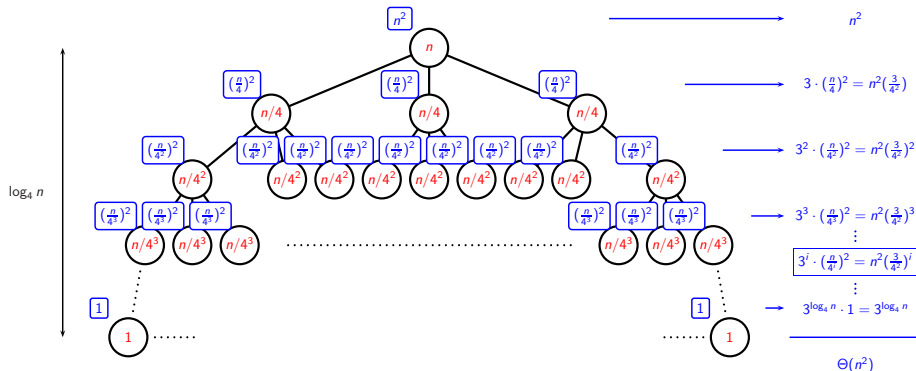 n² n²
n
(n/4)² (n/4)² (n/4)² 3 · (n/4)² = n²(3/4²)
n/4 n/4 n/4
(n/4²)² (n/4²)² (n/4²)² (n/4²)² (n/4²)² (n/4²)² (n/4²)² (n/4²)² (n/4²)² 3² · (n/4²)² = n²(3/4²)²
n/4² n/4² n/4² n/4² n/4² n/4² n/4² n/4² n/4²
log₄ n
(n/4³)² (n/4³)² (n/4³)² (n/4³)² (n/4³)² (n/4³)² 3³ · (n/4³)² = n²(3/4²)³
n/4³ n/4³ n/4³ n/4³ n/4³ n/4³
⋮
3ⁱ · (n/4ⁱ)² = n²(3/4²)ⁱ
⋮
1 1 3^{log₄ n} · 1 = 3^{log₄ n}
1 1
Θ(n²)